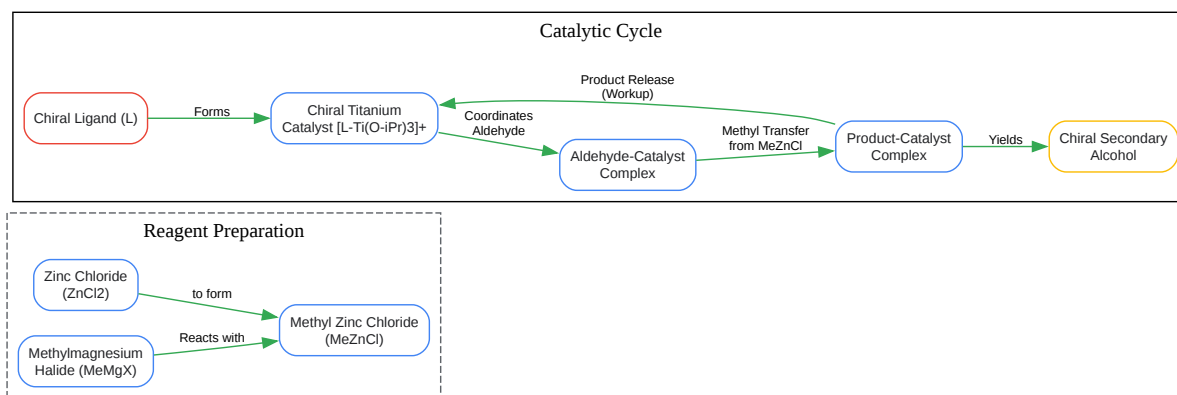 Catalytic Cycle
Chiral Ligand (L)
Forms
Chiral Titanium
Catalyst [L-Ti(O-iPr)3]+
Product Release
(Workup)
Coordinates
Aldehyde
Aldehyde-Catalyst
Complex
Methyl Transfer
from MeZnCl
Product-Catalyst
Complex
Yields
Chiral Secondary
Alcohol
Reagent Preparation
Zinc Chloride
(ZnCl2)
to form
Methylmagnesium
Halide (MeMgX)
Reacts with
Methyl Zinc Chloride
(MeZnCl)